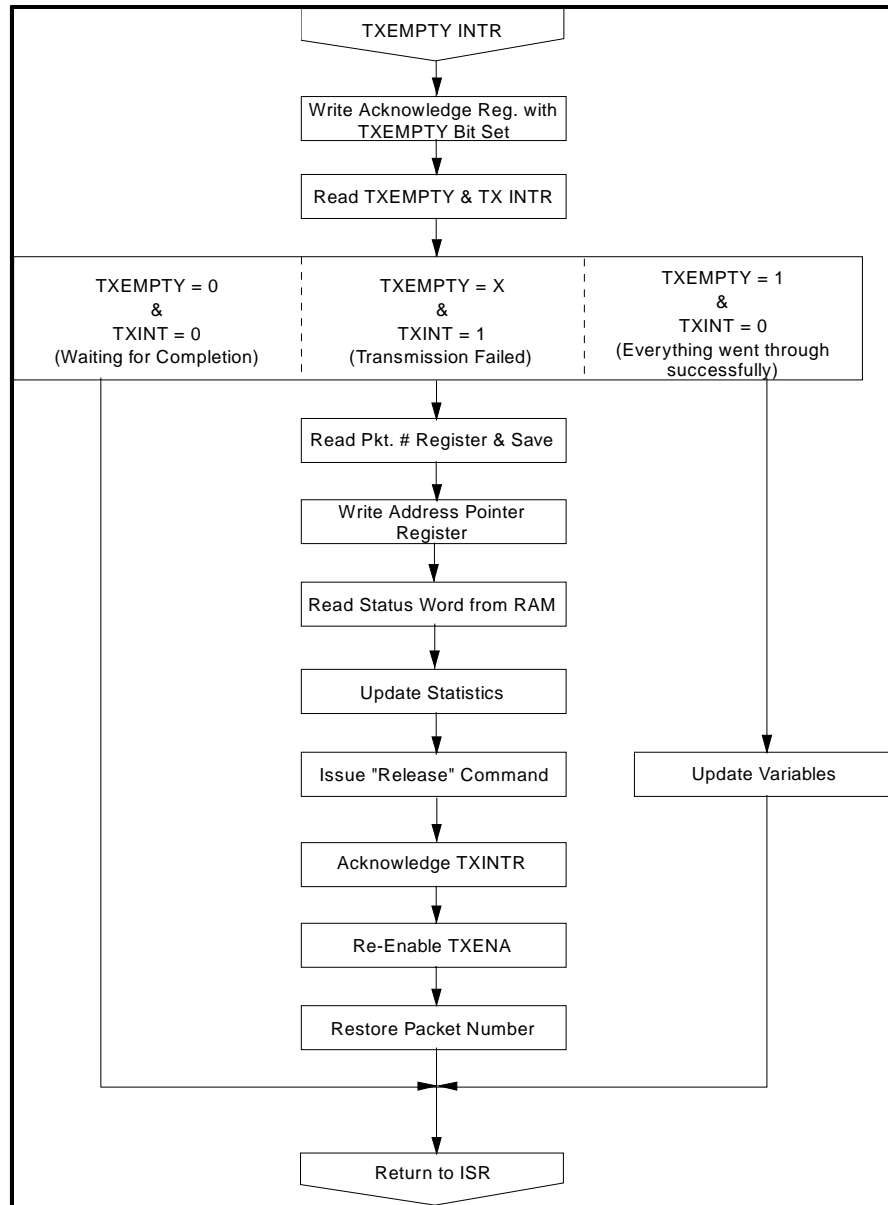 TXEMPTY INTR
Write Acknowledge Reg. with
TXEMPTY Bit Set
Read TXEMPTY & TX INTR
TXEMPTY = 0
&
TXINT = 0
(Waiting for Completion)
TXEMPTY = X
&
TXINT = 1
(Transmission Failed)
TXEMPTY = 1
&
TXINT = 0
(Everything went through
successfully)
Read Pkt. # Register & Save
Write Address Pointer
Register
Read Status Word from RAM
Update Statistics
Issue "Release" Command
Update Variables
Acknowledge TXINTR
Re-Enable TXENA
Restore Packet Number
Return to ISR